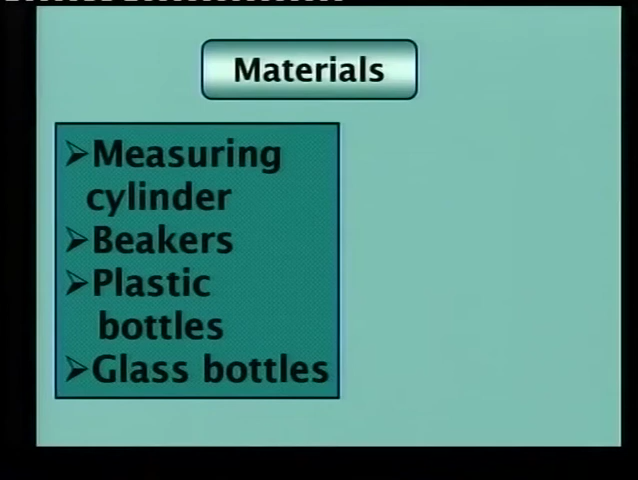 Materials
➢Measuring
cylinder
➢Beakers
➢Plastic
bottles
➢Glass bottles